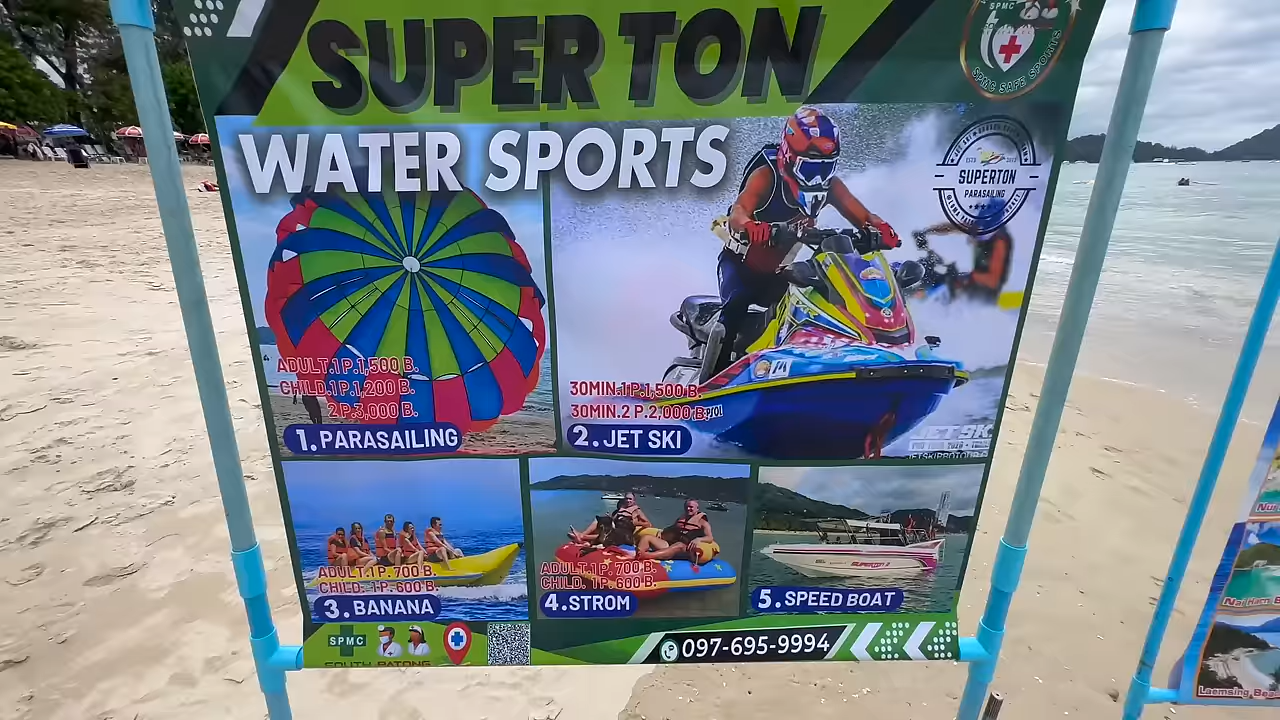 SUPER TON
SPMC
SPMC SAFE SPORTS
WATER SPORTS
SUPERTON
PARASAILING
ADULT.1P.1,500 B.
CHILD.1P.1,200 B.
2 P.3,000 B.
1. PARASAILING
30MIN.1P.1,500 B.
30MIN.2 P.2,000 B.
2. JET SKI
ADULT.1P. 700 B.
CHILD. 1P. 600 B.
3. BANANA
ADULT.1P. 700 B.
CHILD. 1P. 600 B.
4.STROM
5. SPEED BOAT
SPMC
SOUTH PATONG
097-695-9994